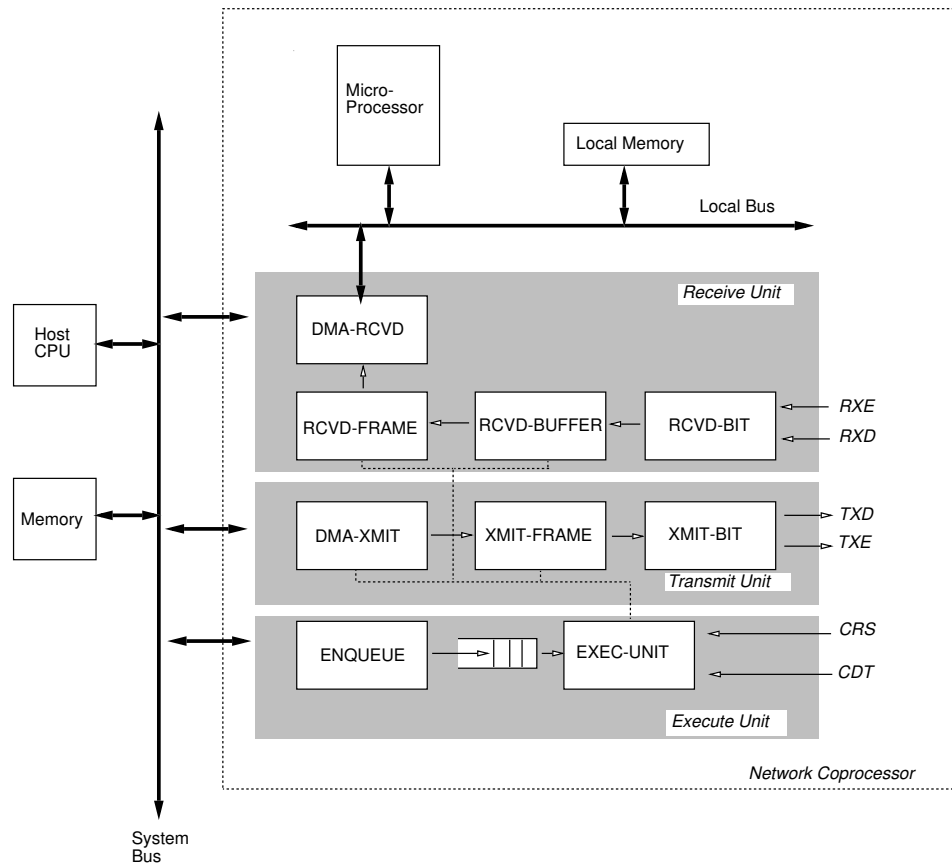 Micro-
Processor
Local Memory
Local Bus
Receive Unit
DMA-RCVD
Host
CPU
RCVD-FRAME
RCVD-BUFFER
RCVD-BIT
RXE
RXD
Memory
DMA-XMIT
XMIT-FRAME
XMIT-BIT
TXD
TXE
Transmit Unit
ENQUEUE
EXEC-UNIT
CRS
CDT
Execute Unit
Network Coprocessor
System
Bus